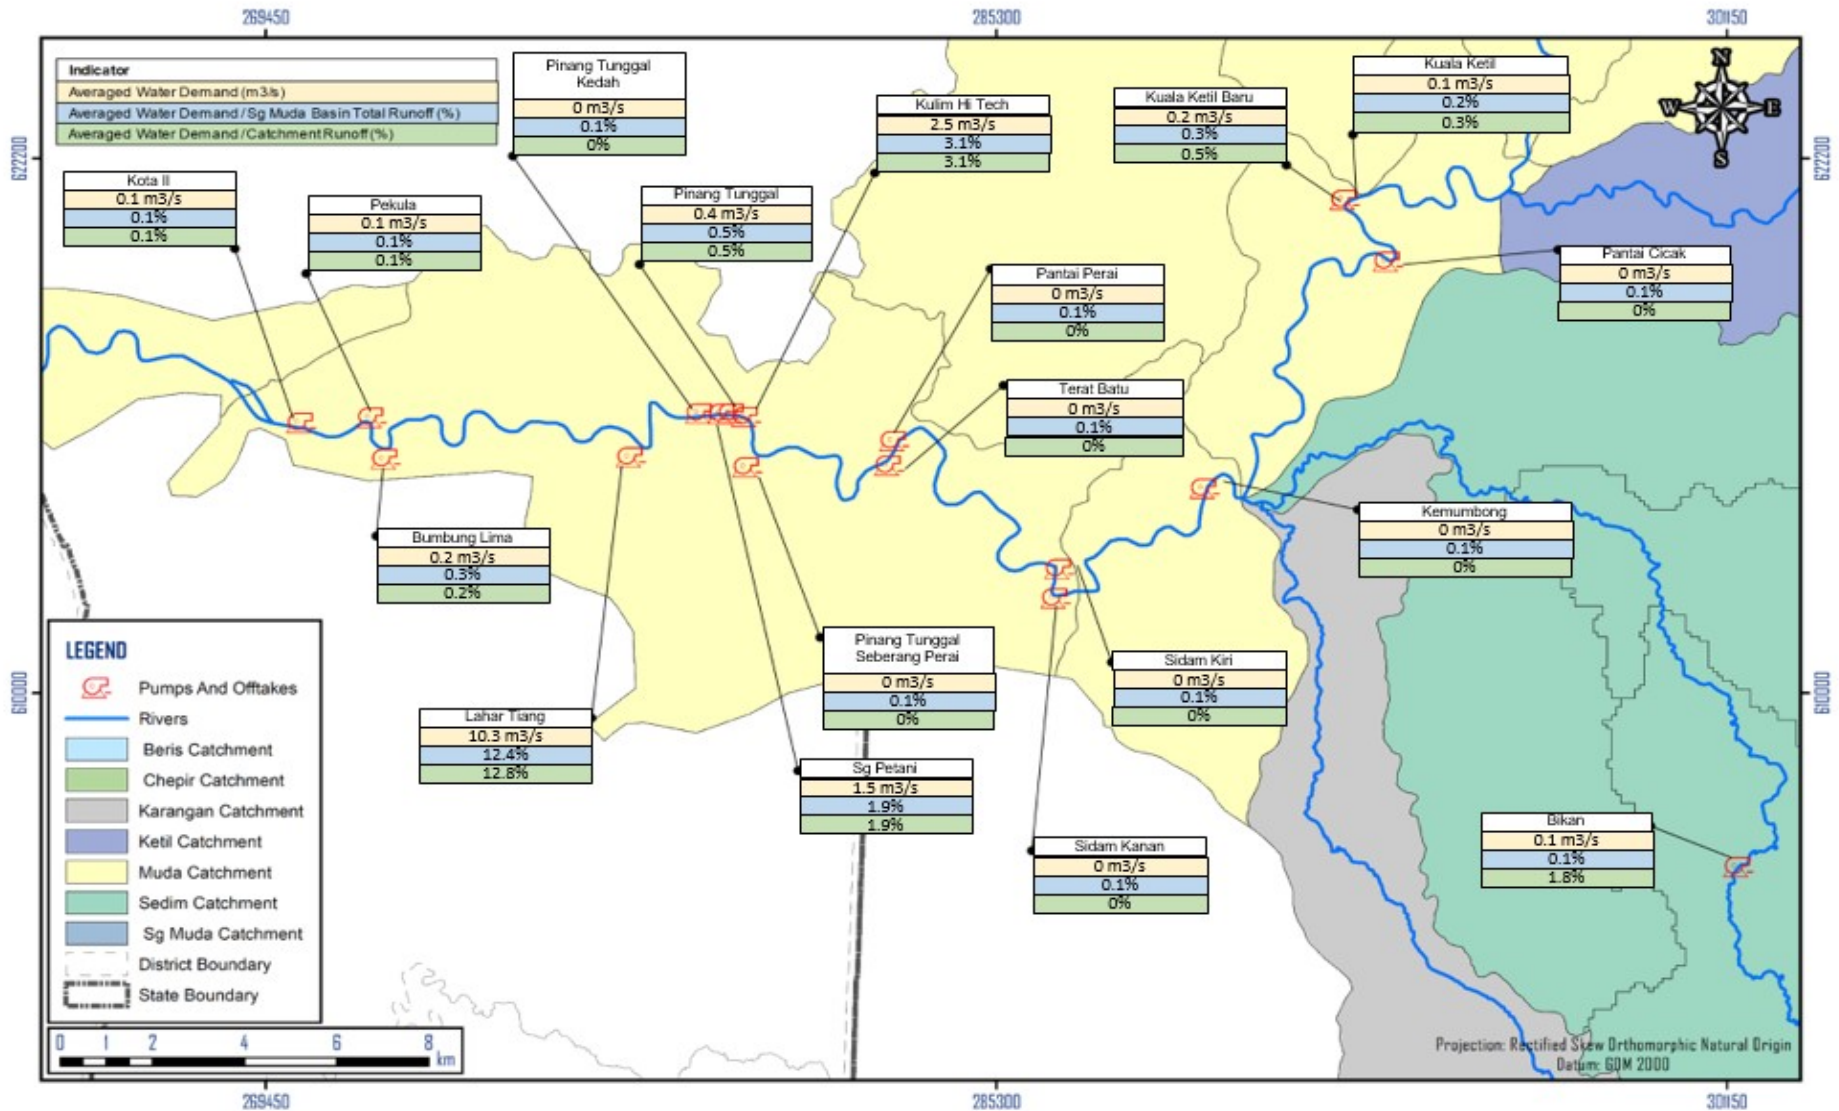 269450
285300
301150
Indicator
Averaged Water Demand (m3/s)
Averaged Water Demand/Sg Muda Basin Total Runoff (%)
Averaged Water Demand/Catchment Runoff (%)
Pinang Tunggal
Kedah
0 m3/s
0.1%
0%
Kulim Hi Tech
2.5 m3/s
3.1%
3.1%
Kuala Ketil Baru
0.2 m3/s
0.3%
0.5%
Kuala Ketil
0.1 m3/s
0.2%
0.3%
N
W
E
S
622200
622200
Kota II
0.1 m3/s
0.1%
0.1%
Pekula
0.1 m3/s
0.1%
0.1%
Pinang Tunggal
0.4 m3/s
0.5%
0.5%
Pantai Perai
0 m3/s
0.1%
0%
Pantai Cicak
0 m3/s
0.1%
0%
Terat Batu
0 m3/s
0.1%
0%
Bumbung Lima
0.2 m3/s
0.3%
0.2%
Kemumbong
0 m3/s
0.1%
0%
Pinang Tunggal
Seberang Perai
0 m3/s
0.1%
0%
Sidam Kiri
0 m3/s
0.1%
0%
610000
610000
Lahar Tiang
10.3 m3/s
12.4%
12.8%
Sg Petani
1.5 m3/s
1.9%
1.9%
Sidam Kanan
0 m3/s
0.1%
0%
Bikan
0.1 m3/s
0.1%
1.8%
LEGEND
Pumps And Offtakes
Rivers
Beris Catchment
Chepir Catchment
Karangan Catchment
Ketil Catchment
Muda Catchment
Sedim Catchment
Sg Muda Catchment
District Boundary
State Boundary
0 1 2 4 6 8
km
Projection: Rectified Skew Orthomorphic Natural Origin
Datum: GDM 2000
269450
285300
301150